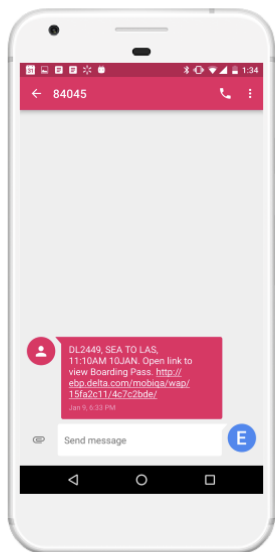 31 1:34
84045
DL2449, SEA TO LAS,
11:10AM 10JAN. Open link to
view Boarding Pass. http://
ebp.delta.com/mobiqa/wap/
15fa2c11/4c7c2bde/
Jan 9, 6:33 PM
Send message
E